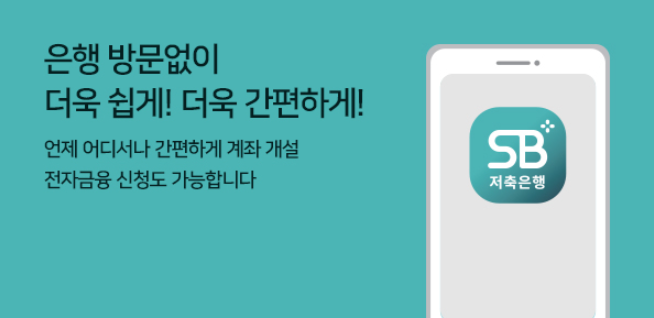 은행 방문없이
더욱 쉽게! 더욱 간편하게!
언제 어디서나 간편하게 계좌 개설
전자금융 신청도 가능합니다
SB
저축은행